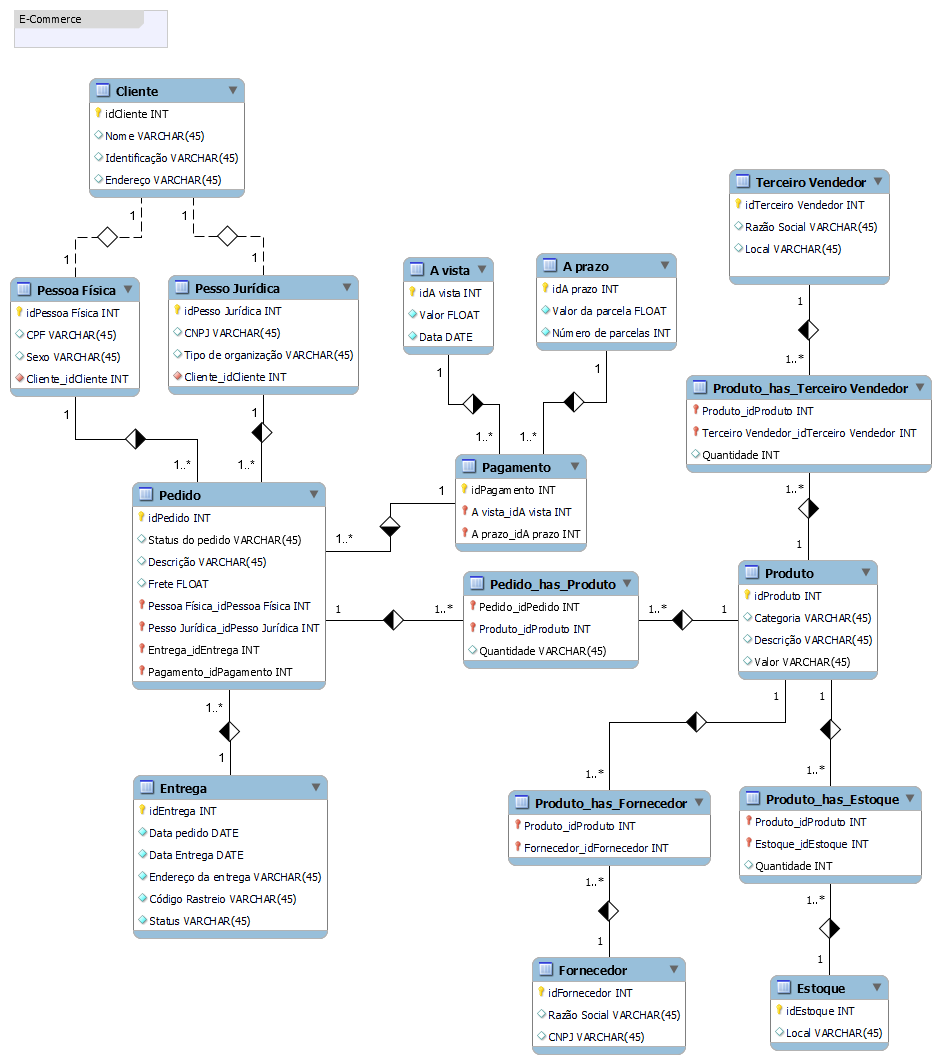 E-Commerce
Cliente
idCliente INT
Nome VARCHAR(45)
Identificação VARCHAR(45)
Endereço VARCHAR(45)
1
1
1
1
Pessoa Física
idPessoa Física INT
CPF VARCHAR(45)
Sexo VARCHAR(45)
Cliente_idCliente INT
Pesso Jurídica
idPesso Jurídica INT
CNPJ VARCHAR(45)
Tipo de organização VARCHAR(45)
Cliente_idCliente INT
A vista
idA vista INT
Valor FLOAT
Data DATE
A prazo
idA prazo INT
Valor da parcela FLOAT
Número de parcelas INT
Terceiro Vendedor
idTerceiro Vendedor INT
Razão Social VARCHAR(45)
Local VARCHAR(45)
1
1..*
Produto_has_Terceiro Vendedor
Produto_idProduto INT
Terceiro Vendedor_idTerceiro Vendedor INT
Quantidade INT
1..*
1
1
1
1..*
1..*
1
1
1..*
1..*
Pagamento
idPagamento INT
A vista_idA vista INT
A prazo_idA prazo INT
1
1..*
Pedido
idPedido INT
Status do pedido VARCHAR(45)
Descrição VARCHAR(45)
Frete FLOAT
Pessoa Física_idPessoa Física INT
Pesso Jurídica_idPesso Jurídica INT
Entrega_idEntrega INT
Pagamento_idPagamento INT
1
1..*
Pedido_has_Produto
Pedido_idPedido INT
Produto_idProduto INT
Quantidade VARCHAR(45)
1..*
1
Produto
idProduto INT
Categoria VARCHAR(45)
Descrição VARCHAR(45)
Valor VARCHAR(45)
1..*
1
Entrega
idEntrega INT
Data pedido DATE
Data Entrega DATE
Endereço da entrega VARCHAR(45)
Código Rastreio VARCHAR(45)
Status VARCHAR(45)
1
1
1..*
1..*
Produto_has_Fornecedor
Produto_idProduto INT
Fornecedor_idFornecedor INT
1..*
1
Fornecedor
idFornecedor INT
Razão Social VARCHAR(45)
CNPJ VARCHAR(45)
Produto_has_Estoque
Produto_idProduto INT
Estoque_idEstoque INT
Quantidade INT
1..*
1
Estoque
idEstoque INT
Local VARCHAR(45)